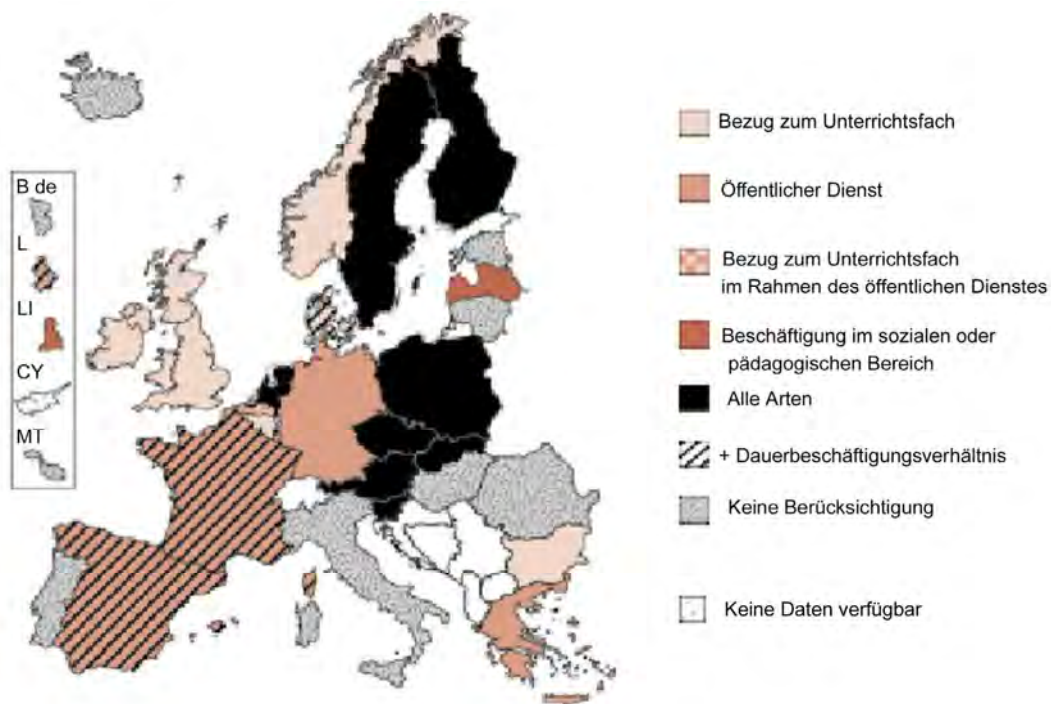 B de
L
LI
CY
MT
Bezug zum Unterrichtsfach
Öffentlicher Dienst
Bezug zum Unterrichtsfach
im Rahmen des öffentlichen Dienstes
Beschäftigung im sozialen oder
pädagogischen Bereich
Alle Arten
+ Dauerbeschäftigungsverhältnis
Keine Berücksichtigung
Keine Daten verfügbar